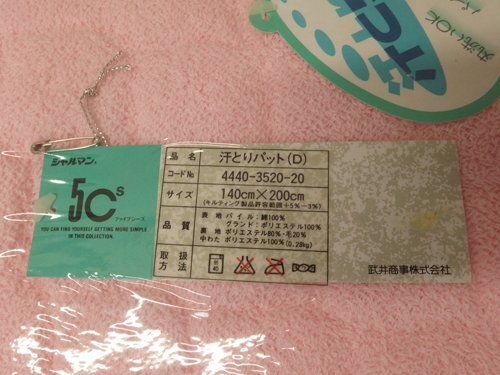 丸洗いOK
シャルマン
5Cs
ファイブシーズ
YOU CAN FIND YOURSELF GETTING MORE SIMPLE
IN THIS COLLECTION.
品名 汗とりパット(D)
コードNo. 4440-3520-20
サイズ 140cm×200cm
(キルティング製品許容範囲+5%−3%)
品質 表地 パイル:綿100%
グランド:ポリエステル100%
裏地 ポリエステル80%・毛20%
中わた ポリエステル100%(0.28kg)
取扱方法
武井商事株式会社